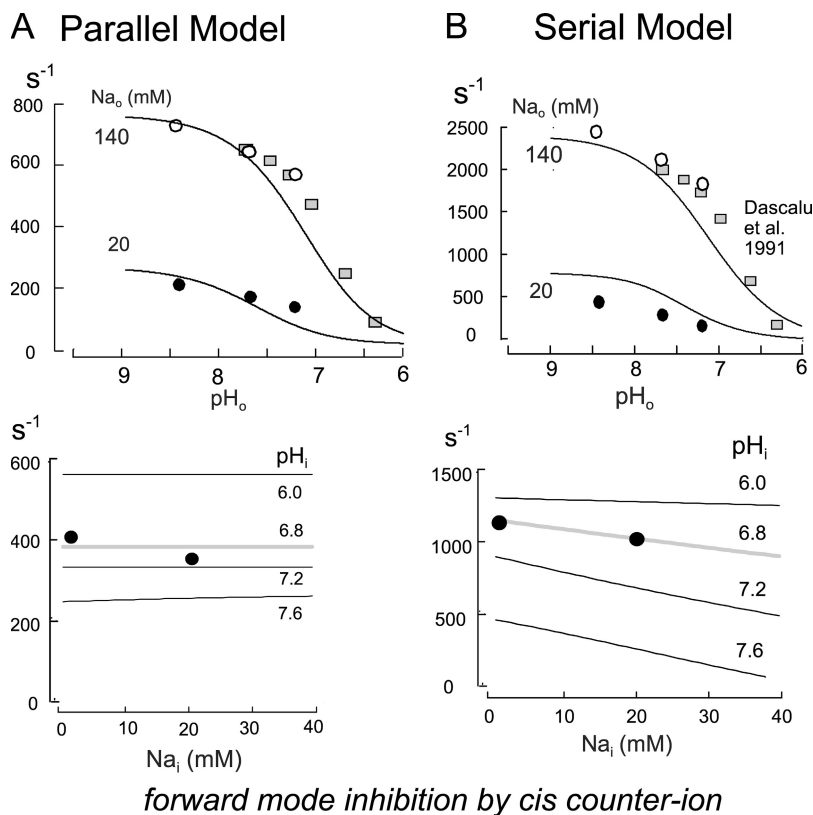 A Parallel Model
s⁻¹
Naₒ (mM)
800
600
400
200
0
140
20
9
8
7
6
pHₒ
B Serial Model
s⁻¹
Naₒ (mM)
2500
2000
1500
1000
500
0
140
20
Dascalu
et al.
1991
9
8
7
6
pHₒ
s⁻¹
600
400
200
0
pHᵢ
6.0
6.8
7.2
7.6
0
10
20
30
40
Naᵢ (mM)
s⁻¹
1500
1000
500
0
pHᵢ
6.0
6.8
7.2
7.6
0
10
20
30
40
Naᵢ (mM)
forward mode inhibition by cis counter-ion